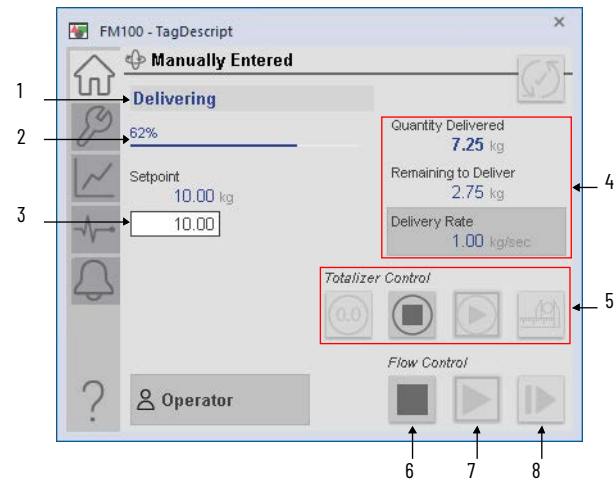 FM100 - TagDescript
Manually Entered
1
Delivering
2
62%
Setpoint
10.00 kg
3
10.00
Quantity Delivered
7.25 kg
Remaining to Deliver
2.75 kg
Delivery Rate
1.00 kg/sec
4
Totalizer Control
0.0
5
Flow Control
?
Operator
6
7
8